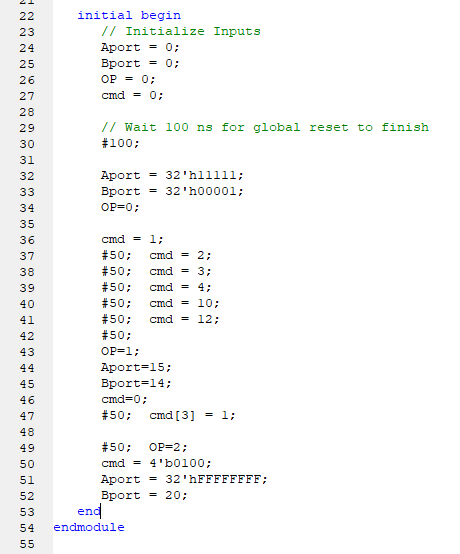 21
22 initial begin
23 // Initialize Inputs
24 Aport = 0;
25 Bport = 0;
26 OP = 0;
27 cmd = 0;
28
29 // Wait 100 ns for global reset to finish
30 #100;
31
32 Aport = 32'h11111;
33 Bport = 32'h00001;
34 OP=0;
35
36 cmd = 1;
37 #50; cmd = 2;
38 #50; cmd = 3;
39 #50; cmd = 4;
40 #50; cmd = 10;
41 #50; cmd = 12;
42 #50;
43 OP=1;
44 Aport=15;
45 Bport=14;
46 cmd=0;
47 #50; cmd[3] = 1;
48
49 #50; OP=2;
50 cmd = 4'b0100;
51 Aport = 32'hFFFFFFFF;
52 Bport = 20;
53 end
54 endmodule
55